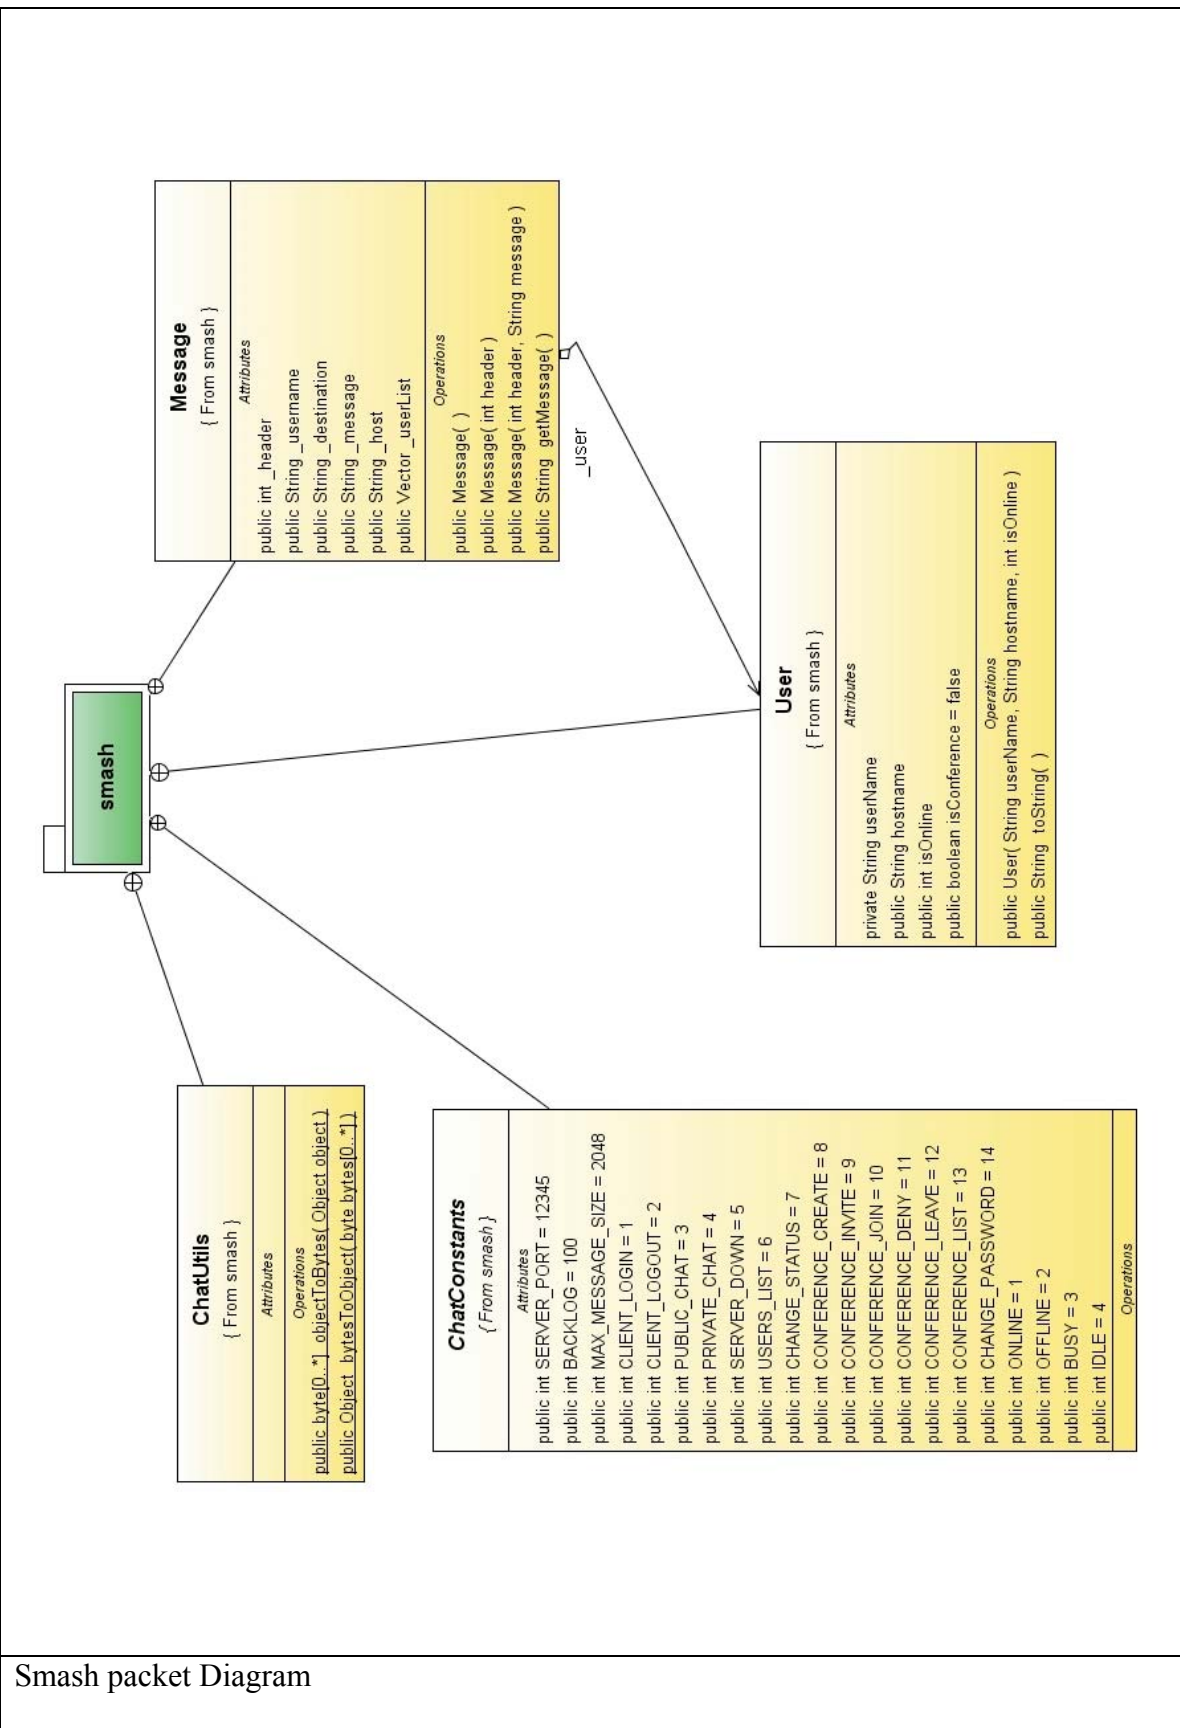 smash
ChatUtils
{ From smash }
Attributes
Operations
public byte[0..*] objectToBytes( Object object )
public Object bytesToObject( byte bytes[0..*] )
ChatConstants
{ From smash }
Attributes
public int SERVER_PORT = 12345
public int BACKLOG = 100
public int MAX_MESSAGE_SIZE = 2048
public int CLIENT_LOGIN = 1
public int CLIENT_LOGOUT = 2
public int PUBLIC_CHAT = 3
public int PRIVATE_CHAT = 4
public int SERVER_DOWN = 5
public int USERS_LIST = 6
public int CHANGE_STATUS = 7
public int CONFERENCE_CREATE = 8
public int CONFERENCE_INVITE = 9
public int CONFERENCE_JOIN = 10
public int CONFERENCE_DENY = 11
public int CONFERENCE_LEAVE = 12
public int CONFERENCE_LIST = 13
public int CHANGE_PASSWORD = 14
public int ONLINE = 1
public int OFFLINE = 2
public int BUSY = 3
public int IDLE = 4
Operations
User
{ From smash }
Attributes
private String userName
public String hostname
public int isOnline
public boolean isConference = false
Operations
public User( String userName, String hostname, int isOnline )
public String toString( )
Message
{ From smash }
Attributes
public int _header
public String _username
public String _destination
public String _message
public String _host
public Vector _userList
Operations
public Message( )
public Message( int header )
public Message( int header, String message )
public String getMessage( )
_user
Smash packet Diagram